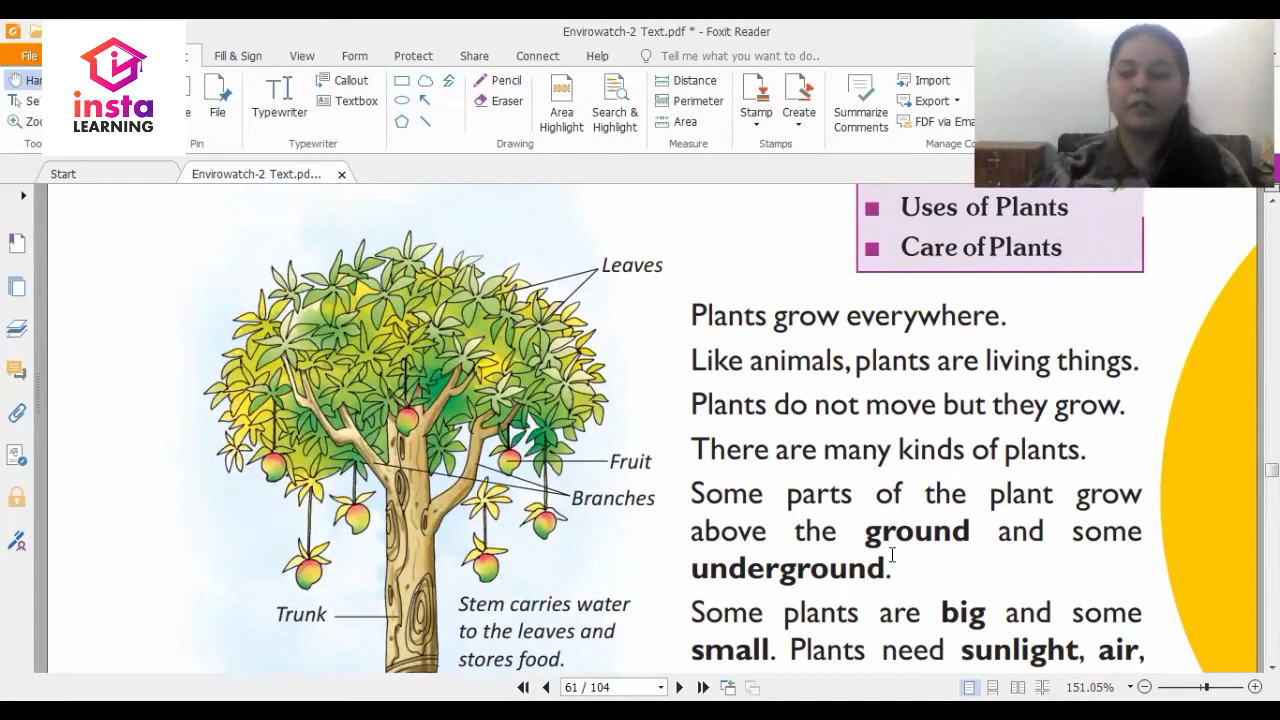 Envirowatch-2 Text.pdf * - Foxit Reader
File
Fill & Sign View Form Protect Share Connect Help Tell me what you want to do..
insta
LEARNING
File
Typewriter
Callout
Textbox
Pencil
Eraser
Area
Highlight
Search &
Highlight
Distance
Perimeter
Area
Stamp
Create
Summarize
Comments
Import
Export
FDF via Ema
Pin Typewriter Drawing Measure Stamps Manage Co
Start Envirowatch-2 Text.pd... x
Uses of Plants
Care of Plants
Leaves
Fruit
Branches
Trunk
Stem carries water
to the leaves and
stores food.
Plants grow everywhere.
Like animals, plants are living things.
Plants do not move but they grow.
There are many kinds of plants.
Some parts of the plant grow
above the ground and some
underground.
Some plants are big and some
small. Plants need sunlight, air,
61 / 104
151.05%